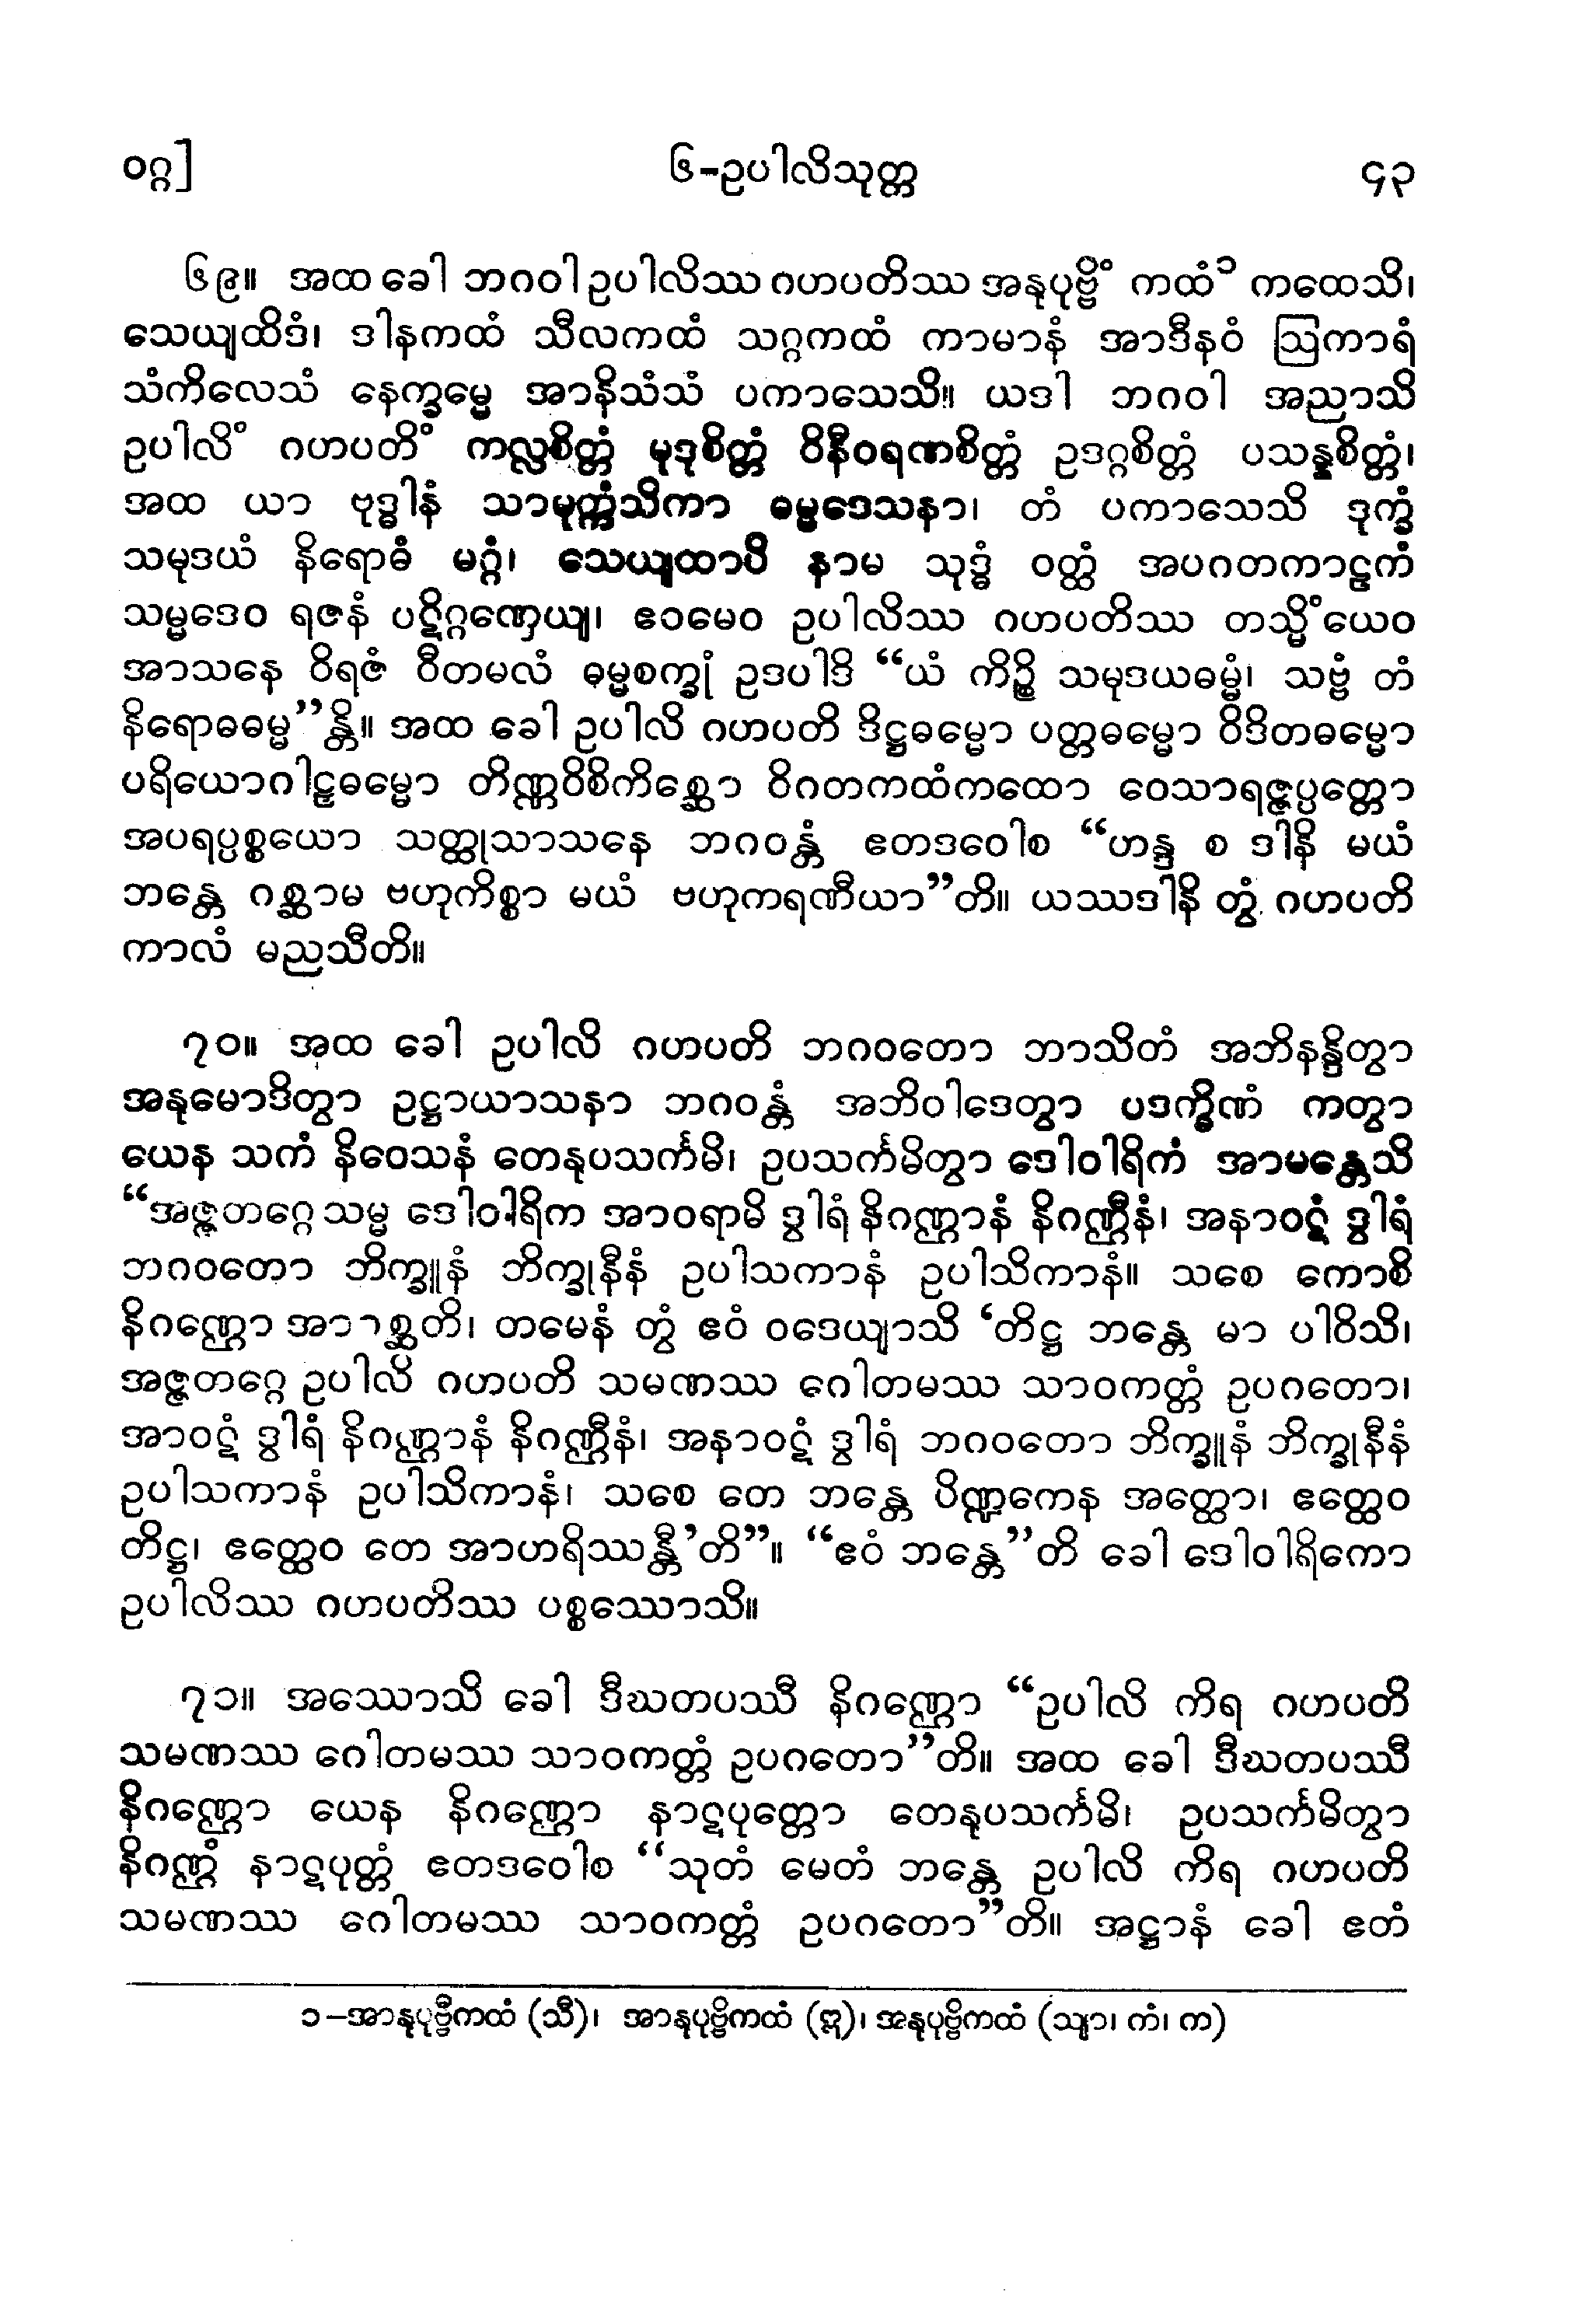 ဝဂ္ဂ] ၆-ဥပါလိသုတ္တ ၄၃
၆၉။ အထ ခေါ ဘဂဝါ ဥပါလိဿ ဂဟပတိဿ အနုပုဗ္ဗိံ ကထံ၁ ကထေသိ၊
သေယျထိဒံ၊ ဒါနကထံ သီလကထံ သဂ္ဂကထံ ကာမာနံ အာဒီနဝံ ဩကာရံ
သံကိလေသံ နေက္ခမ္မေ အာနိသံသံ ပကာသေသိ။ ယဒါ ဘဂဝါ အညာသိ
ဥပါလိံ ဂဟပတိံ ကလ္လစိတ္တံ မုဒုစိတ္တံ ဝိနီဝရဏစိတ္တံ ဥဒဂ္ဂစိတ္တံ ပသန္နစိတ္တံ၊
အထ ယာ ဗုဒ္ဓါနံ သာမုက္ကံသိကာ ဓမ္မဒေသနာ၊ တံ ပကာသေသိ ဒုက္ခံ
သမုဒယံ နိရောဓံ မဂ္ဂံ၊ သေယျထာပိ နာမ သုဒ္ဓံ ဝတ္ထံ အပဂတကာဠကံ
သမ္မဒေဝ ရဇနံ ပဋိဂ္ဂဏှေယျ၊ ဧဝမေဝ ဥပါလိဿ ဂဟပတိဿ တသ္မိံယေဝ
အာသနေ ဝိရဇံ ဝီတမလံ ဓမ္မစက္ခုံ ဥဒပါဒိ “ယံ ကိဉ္စိ သမုဒယဓမ္မံ၊ သဗ္ဗံ တံ
နိရောဓဓမ္မ”န္တိ။ အထ ခေါ ဥပါလိ ဂဟပတိ ဒိဋ္ဌဓမ္မော ပတ္တဓမ္မော ဝိဒိတဓမ္မော
ပရိယောဂါဠှဓမ္မော တိဏ္ဏဝိစိကိစ္ဆော ဝိဂတကထံကထော ဝေသာရဇ္ဇပ္ပတ္တော
အပရပ္ပစ္စယော သတ္ထုသာသနေ ဘဂဝန္တံ ဧတဒဝေါစ “ဟန္ဒ စ ဒါနိ မယံ
ဘန္တေ ဂစ္ဆာမ ဗဟုကိစ္စာ မယံ ဗဟုကရဏီယာ”တိ။ ယဿဒါနိ တွံ ဂဟပတိ
ကာလံ မညသီတိ။
၇၀။ အထ ခေါ ဥပါလိ ဂဟပတိ ဘဂဝတော ဘာသိတံ အဘိနန္ဒိတွာ
အနုမောဒိတွာ ဥဋ္ဌာယာသနာ ဘဂဝန္တံ အဘိဝါဒေတွာ ပဒက္ခိဏံ ကတွာ
ယေန သကံ နိဝေသနံ တေနုပသင်္ကမိ၊ ဥပသင်္ကမိတွာ ဒေါဝါရိကံ အာမန္တေသိ
“အဇ္ဇတဂ္ဂေ သမ္မ ဒေါဝါရိက အာဝရာမိ ဒွါရံ နိဂဏ္ဌာနံ နိဂဏ္ဌီနံ၊ အနာဝဋံ ဒွါရံ
ဘဂဝတော ဘိက္ခူနံ ဘိက္ခုနီနံ ဥပါသကာနံ ဥပါသိကာနံ။ သစေ ကောစိ
နိဂဏ္ဌော အာဂစ္ဆတိ၊ တမေနံ တွံ ဧဝံ ဝဒေယျာသိ ‘တိဋ္ဌ ဘန္တေ မာ ပါဝိသိ၊
အဇ္ဇတဂ္ဂေ ဥပါလိ ဂဟပတိ သမဏဿ ဂေါတမဿ သာဝကတ္တံ ဥပဂတော၊
အာဝဋံ ဒွါရံ နိဂဏ္ဌာနံ နိဂဏ္ဌီနံ၊ အနာဝဋံ ဒွါရံ ဘဂဝတော ဘိက္ခူနံ ဘိက္ခုနီနံ
ဥပါသကာနံ ဥပါသိကာနံ၊ သစေ တေ ဘန္တေ ပိဏ္ဍကေန အတ္ထော၊ ဧတ္ထေဝ
တိဋ္ဌ၊ ဧတ္ထေဝ တေ အာဟရိဿန္တီ’တိ”။ “ဧဝံ ဘန္တေ”တိ ခေါ ဒေါဝါရိကော
ဥပါလိဿ ဂဟပတိဿ ပစ္စဿောသိ။
၇၁။ အဿောသိ ခေါ ဒီဃတပဿီ နိဂဏ္ဌော “ဥပါလိ ကိရ ဂဟပတိ
သမဏဿ ဂေါတမဿ သာဝကတ္တံ ဥပဂတော”တိ။ အထ ခေါ ဒီဃတပဿီ
နိဂဏ္ဌော ယေန နိဂဏ္ဌော နာဋပုတ္တော တေနုပသင်္ကမိ၊ ဥပသင်္ကမိတွာ
နိဂဏ္ဌံ နာဋပုတ္တံ ဧတဒဝေါစ “သုတံ မေတံ ဘန္တေ ဥပါလိ ကိရ ဂဟပတိ
သမဏဿ ဂေါတမဿ သာဝကတ္တံ ဥပဂတော”တိ။ အဋ္ဌာနံ ခေါ ဧတံ
၁-အာနုပုဗ္ဗီကထံ (သီ)၊ အာနုပုဗ္ဗိကထံ (ဣ)၊ အနုပုဗ္ဗိကထံ (သျာ၊ ကံ၊ က)